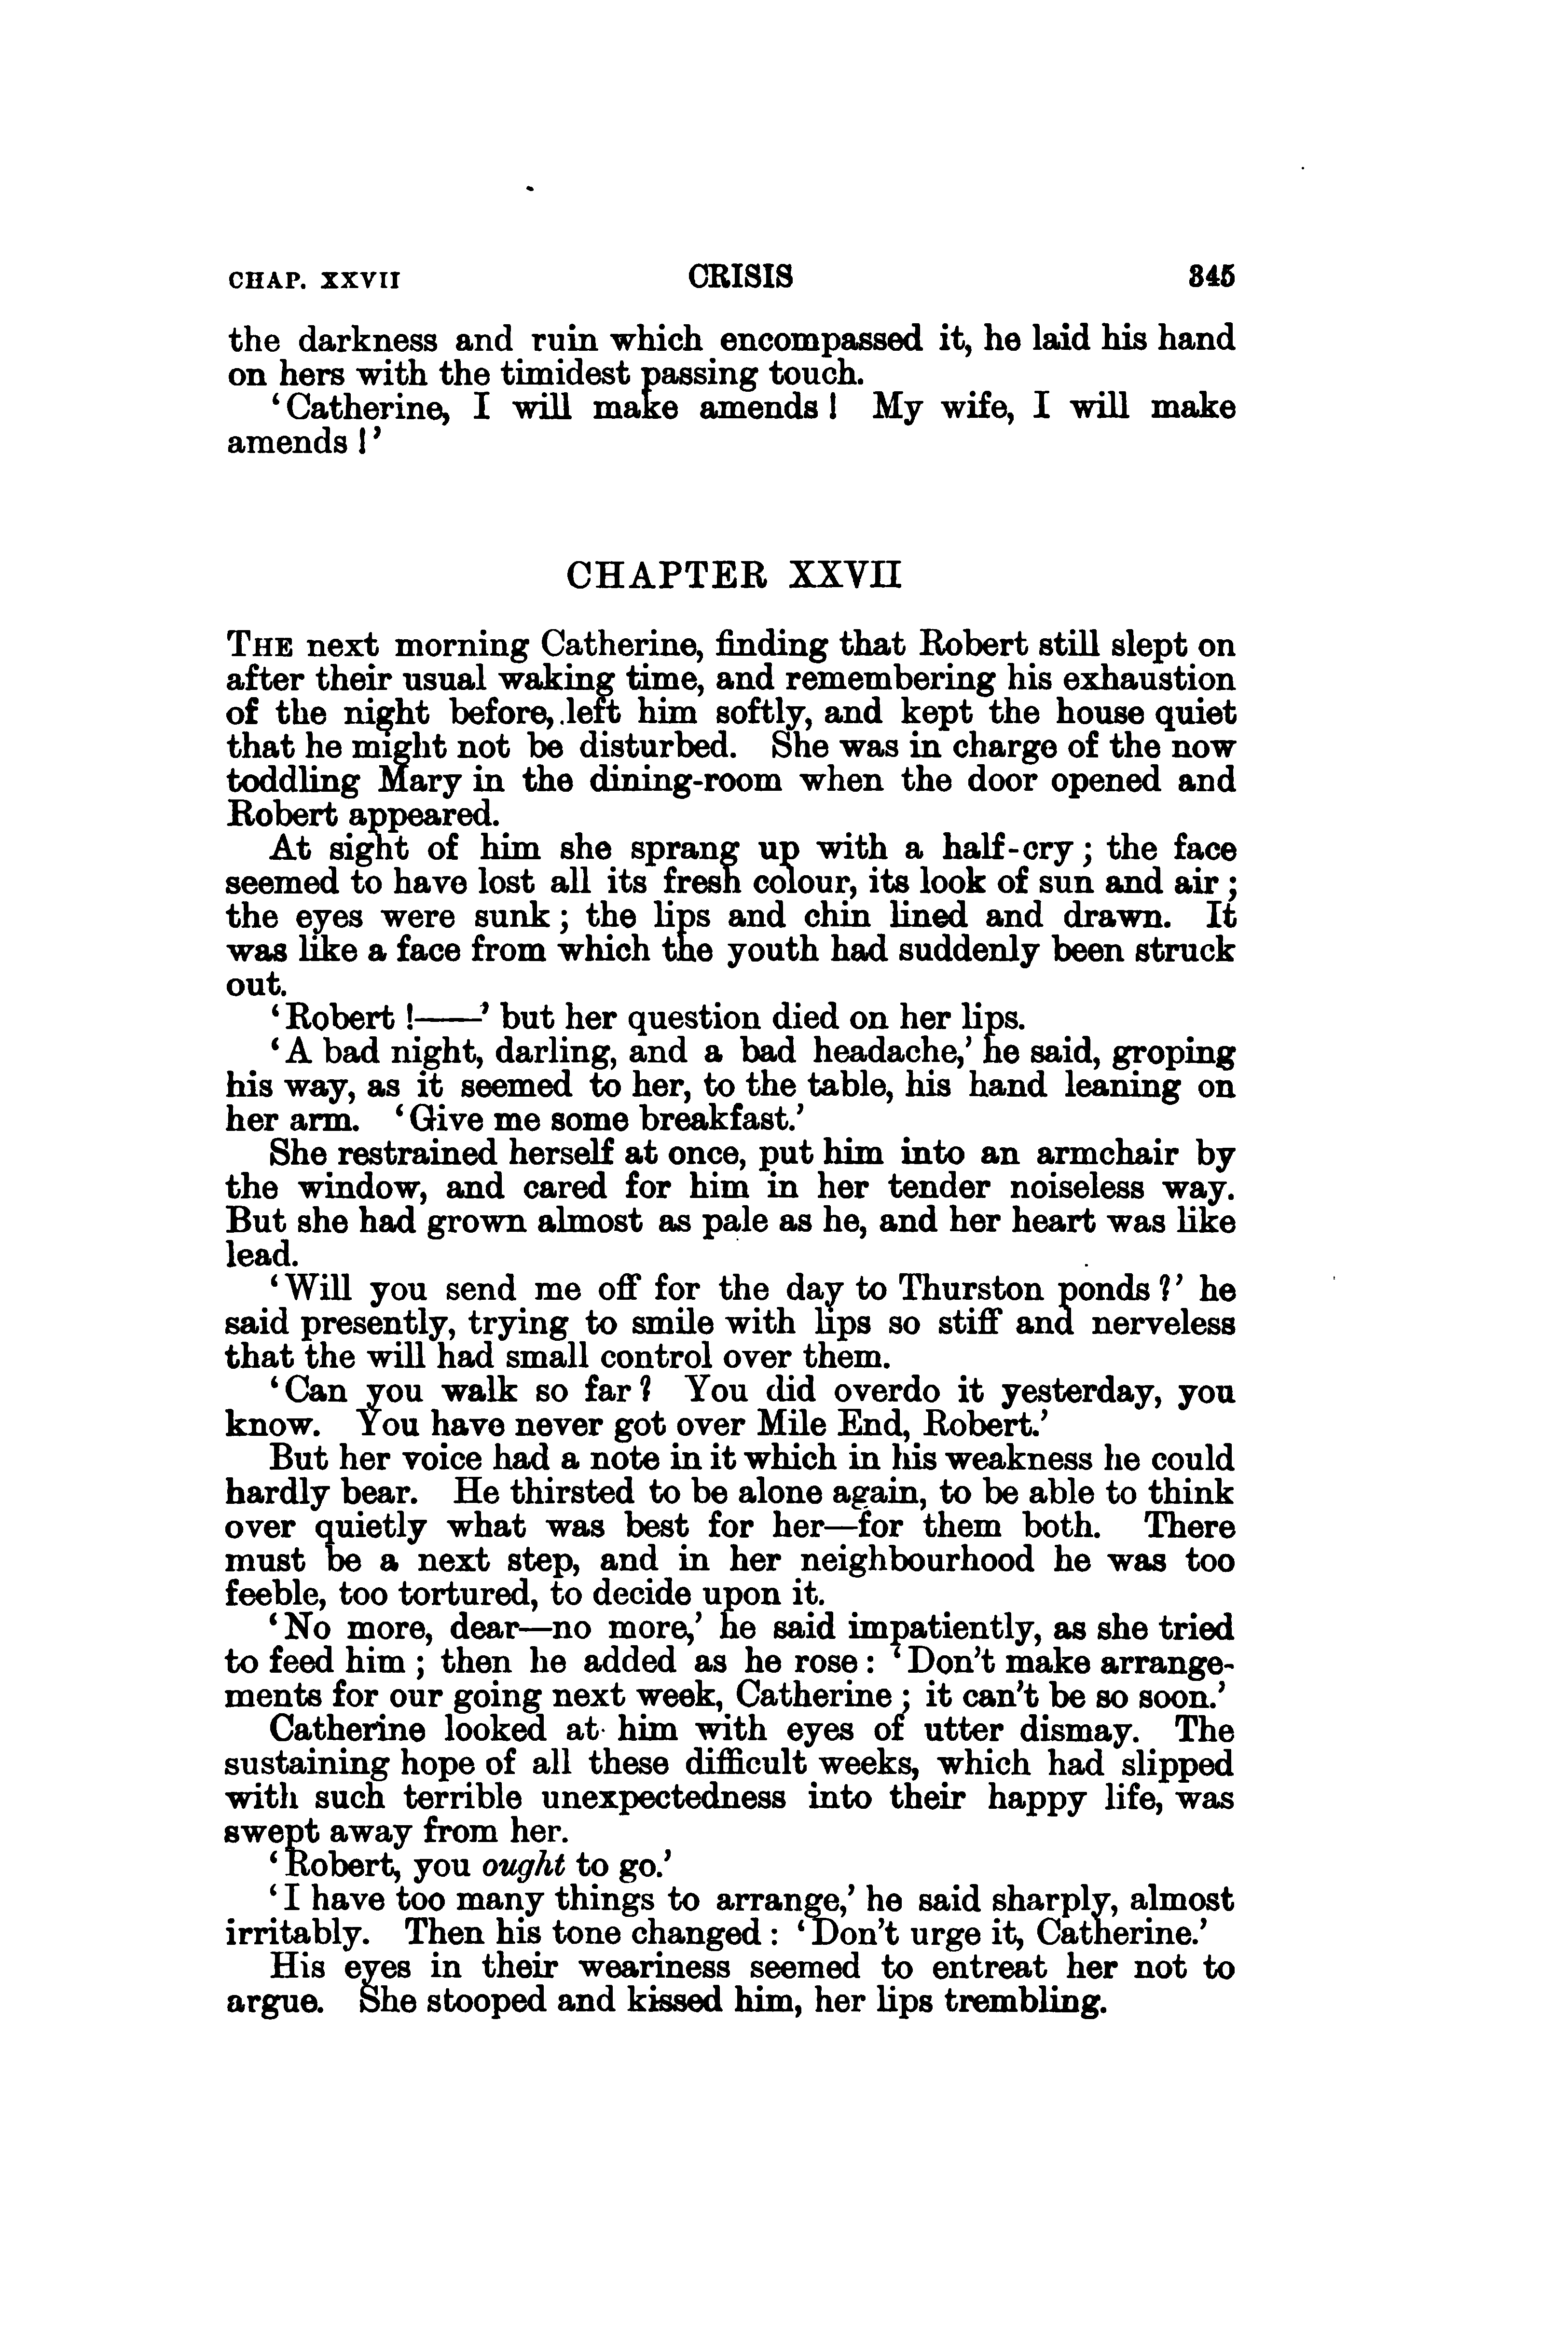 CHAP. XXVII CRISIS 345
the darkness and ruin which encompassed it, he laid his hand
on hers with the timidest passing touch.
‘Catherine, I will make amends! My wife, I will make
amends!’
CHAPTER XXVII
THE next morning Catherine, finding that Robert still slept on
after their usual waking time, and remembering his exhaustion
of the night before, left him softly, and kept the house quiet
that he might not be disturbed. She was in charge of the now
toddling Mary in the dining-room when the door opened and
Robert appeared.
At sight of him she sprang up with a half-cry; the face
seemed to have lost all its fresh colour, its look of sun and air;
the eyes were sunk; the lips and chin lined and drawn. It
was like a face from which the youth had suddenly been struck
out.
‘Robert!——’ but her question died on her lips.
‘A bad night, darling, and a bad headache,’ he said, groping
his way, as it seemed to her, to the table, his hand leaning on
her arm. ‘Give me some breakfast.’
She restrained herself at once, put him into an armchair by
the window, and cared for him in her tender noiseless way.
But she had grown almost as pale as he, and her heart was like
lead.
‘Will you send me off for the day to Thurston ponds?’ he
said presently, trying to smile with lips so stiff and nerveless
that the will had small control over them.
‘Can you walk so far? You did overdo it yesterday, you
know. You have never got over Mile End, Robert.’
But her voice had a note in it which in his weakness he could
hardly bear. He thirsted to be alone again, to be able to think
over quietly what was best for her—for them both. There
must be a next step, and in her neighbourhood he was too
feeble, too tortured, to decide upon it.
‘No more, dear—no more,’ he said impatiently, as she tried
to feed him; then he added as he rose: ‘Don’t make arrange-
ments for our going next week, Catherine; it can’t be so soon.’
Catherine looked at him with eyes of utter dismay. The
sustaining hope of all these difficult weeks, which had slipped
with such terrible unexpectedness into their happy life, was
swept away from her.
‘Robert, you ought to go.’
‘I have too many things to arrange,’ he said sharply, almost
irritably. Then his tone changed: ‘Don’t urge it, Catherine.’
His eyes in their weariness seemed to entreat her not to
argue. She stooped and kissed him, her lips trembling.